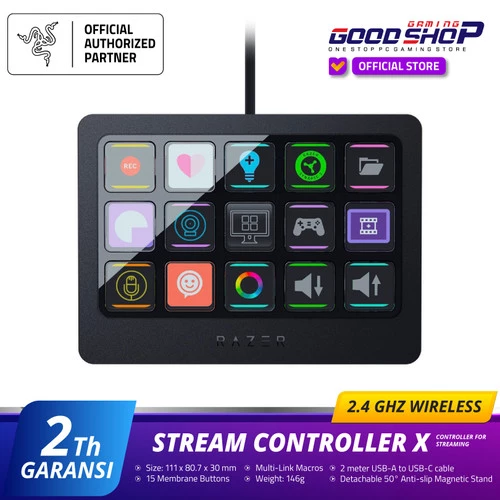 OFFICIAL
AUTHORIZED
PARTNER
GAMING
GOODSHOP
ONE STOP PC GAMING STORE
OFFICIAL STORE
REC
RAZER
2.4 GHZ WIRELESS
2Th
GARANSI
STREAM CONTROLLER X
CONTROLLER FOR
STREAMING
• Size: 111 x 80.7 x 30 mm • Multi-Link Macros • 2 meter USB-A to USB-C cable
• 15 Membrane Buttons • Weight: 146g • Detachable 50° Anti-slip Magnetic Stand